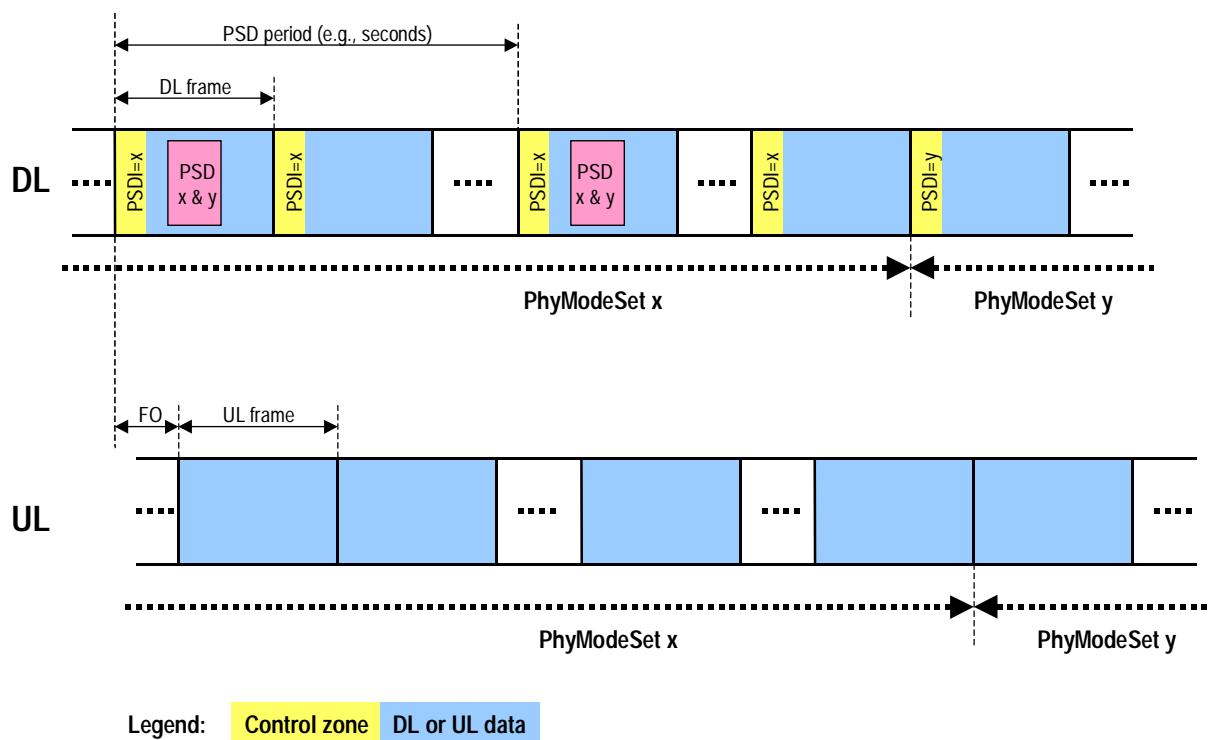 PSD period (e.g., seconds)
DL frame
DL
PSDI=x
PSD
x & y
PSDI=x
PSDI=x
PSD
x & y
PSDI=x
PSDI=y
PhyModeSet x
PhyModeSet y
FO
UL frame
UL
PhyModeSet x
PhyModeSet y
Legend:
Control zone
DL or UL data